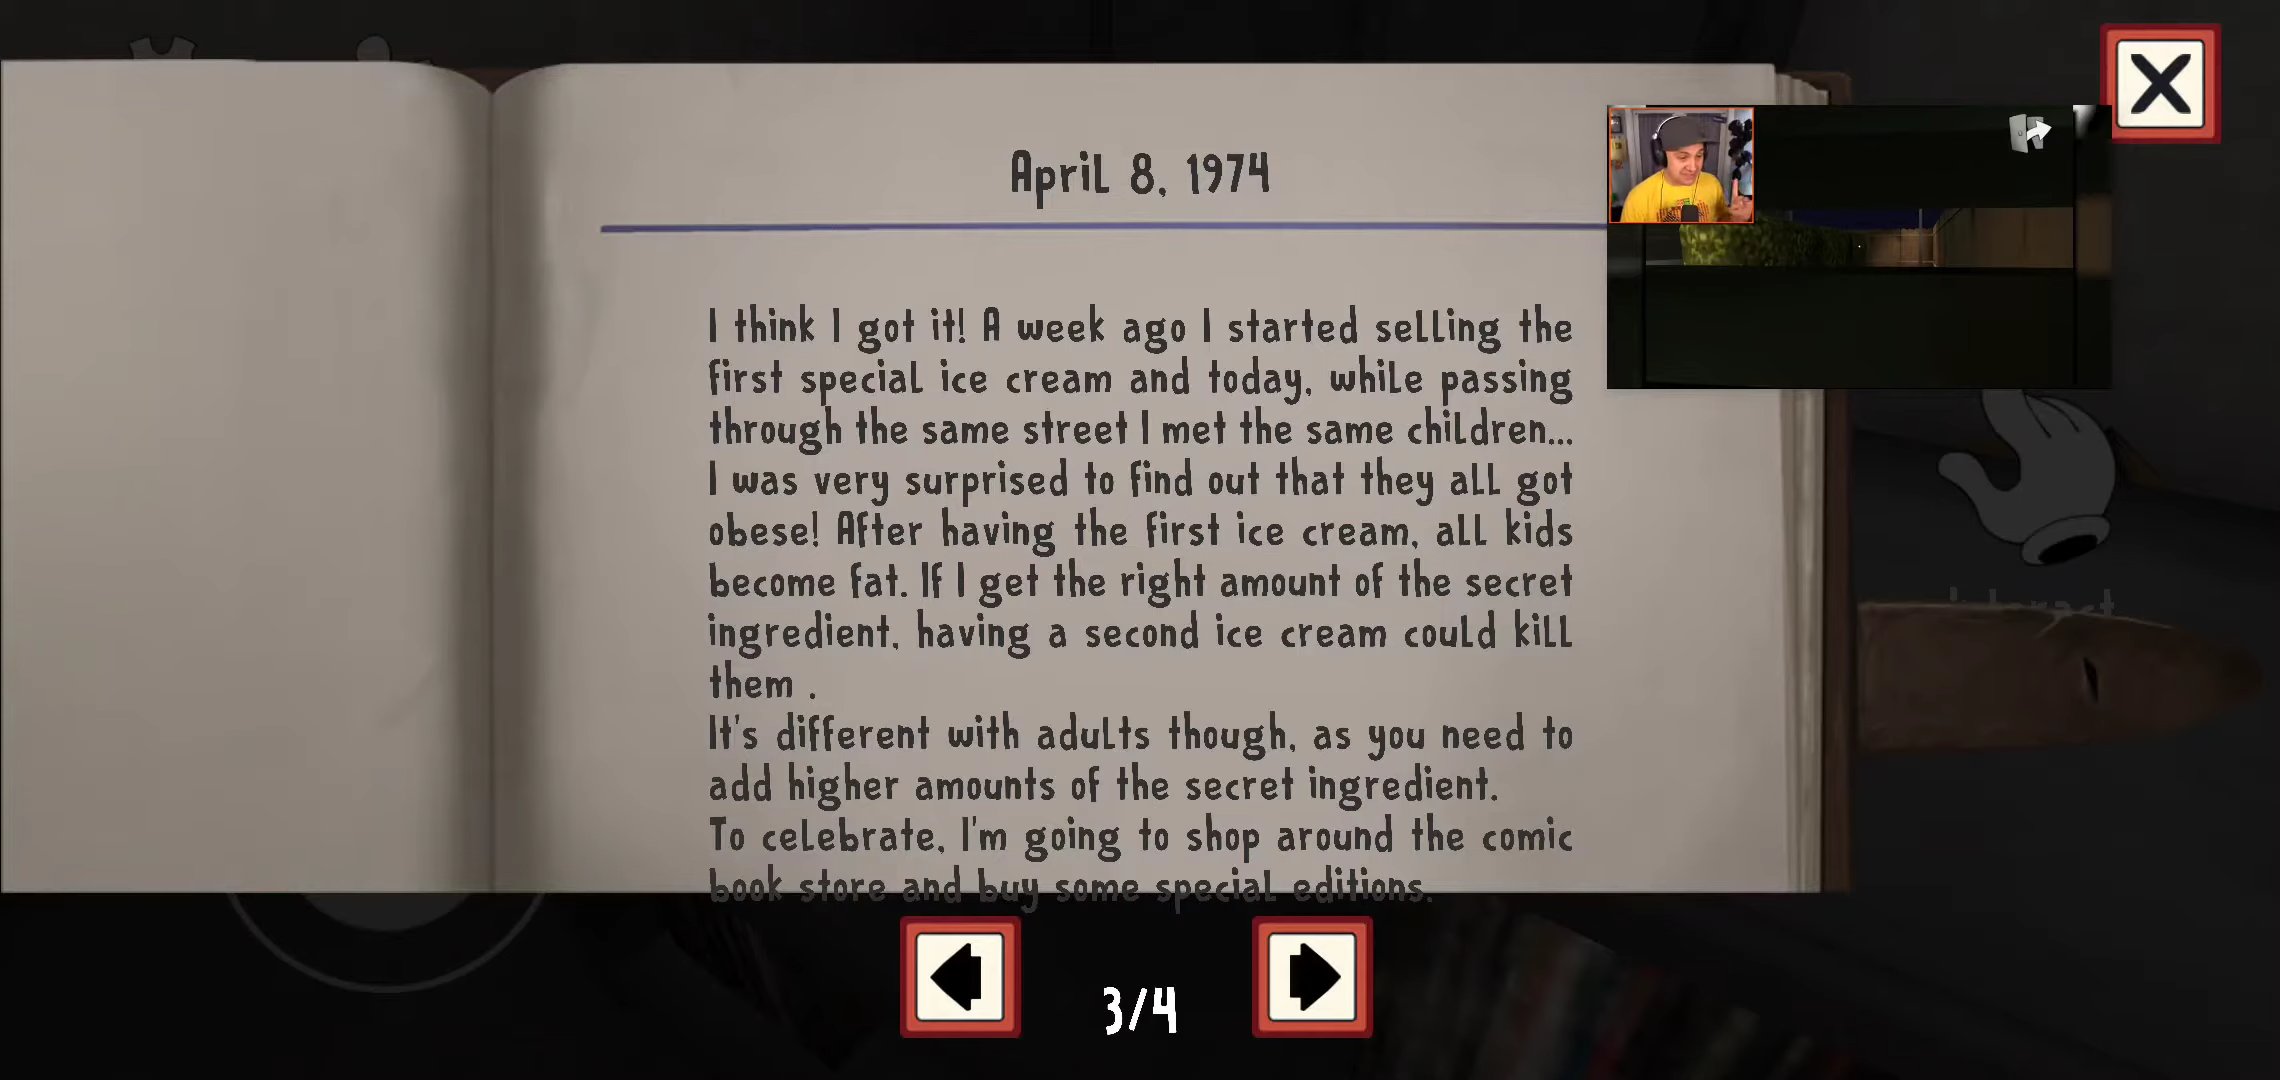 April 8, 1974
I think I got it! A week ago I started selling the
first special ice cream and today, while passing
through the same street I met the same children...
I was very surprised to find out that they all got
obese! After having the first ice cream, all kids
become fat. If I get the right amount of the secret
ingredient, having a second ice cream could kill
them .
It's different with adults though, as you need to
add higher amounts of the secret ingredient.
To celebrate, I'm going to shop around the comic
book store and buy some special editions.
Interact
3/4